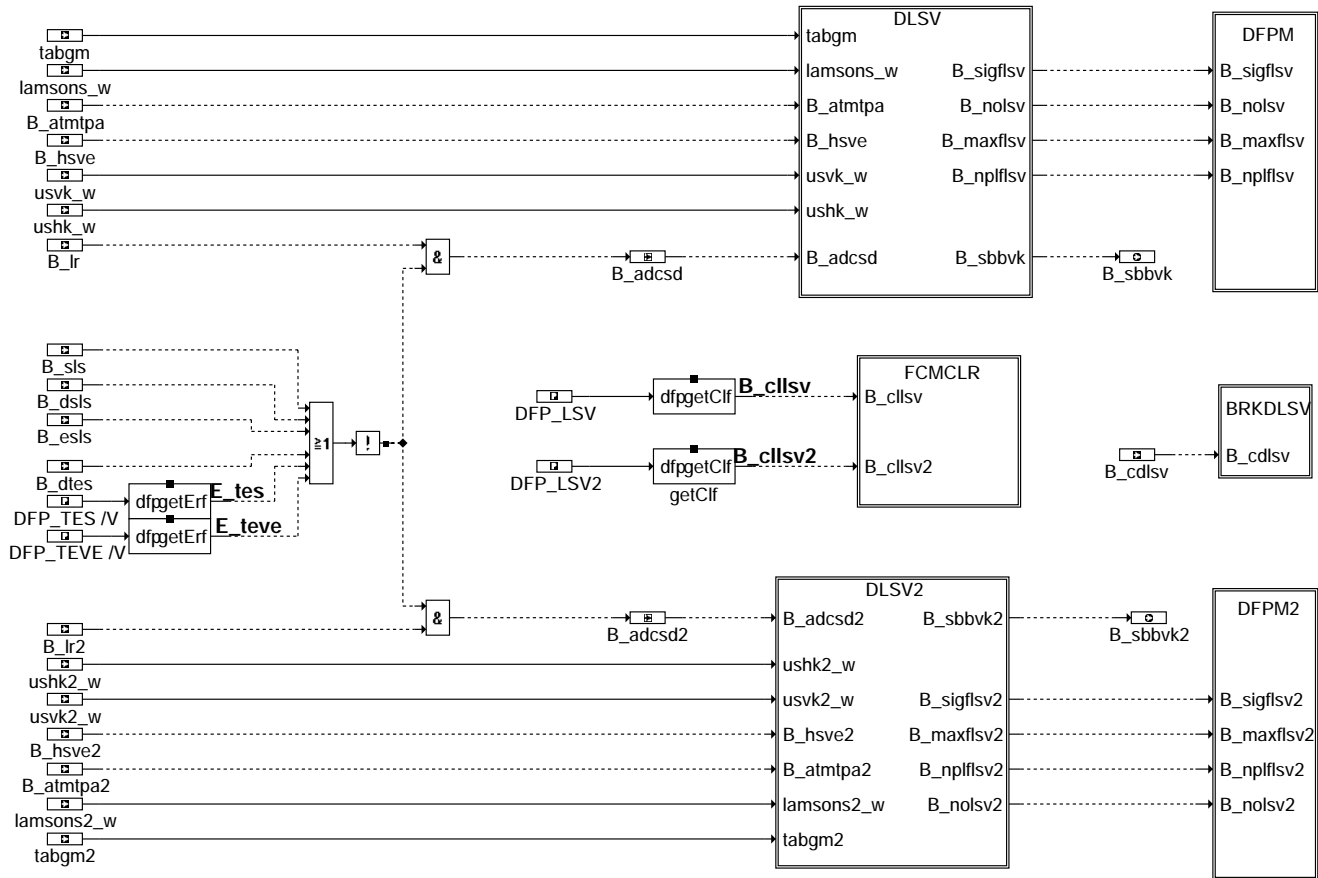 DLSV
DFPM
tabgm
tabgm
lamsons_w
B_sigflsv
B_sigflsv
lamsons_w
B_atmtpa
B_nolsv
B_nolsv
B_atmtpa
B_hsve
B_maxflsv
B_maxflsv
B_hsve
usvk_w
B_nplflsv
B_nplflsv
usvk_w
ushk_w
ushk_w
B_lr
&
B_adcsd
B_adcsd
B_sbbvk
B_sbbvk
B_sls
B_dsls
B_esls
B_dtes
DFP_TES /V
dfpgetErf
E_tes
DFP_TEVE /V
dfpgetErf
E_teve
≥1
!
FCMCLR
DFP_LSV
dfpgetClf
B_cllsv
B_cllsv
DFP_LSV2
dfpgetClf
getClf
B_cllsv2
B_cllsv2
BRKDLSV
B_cdlsv
B_cdlsv
DLSV2
DFPM2
&
B_adcsd2
B_adcsd2
B_sbbvk2
B_sbbvk2
B_lr2
ushk2_w
ushk2_w
usvk2_w
B_sigflsv2
B_sigflsv2
usvk2_w
B_hsve2
B_maxflsv2
B_maxflsv2
B_hsve2
B_atmtpa2
B_nplflsv2
B_nplflsv2
B_atmtpa2
lamsons2_w
B_nolsv2
B_nolsv2
lamsons2_w
tabgm2
tabgm2